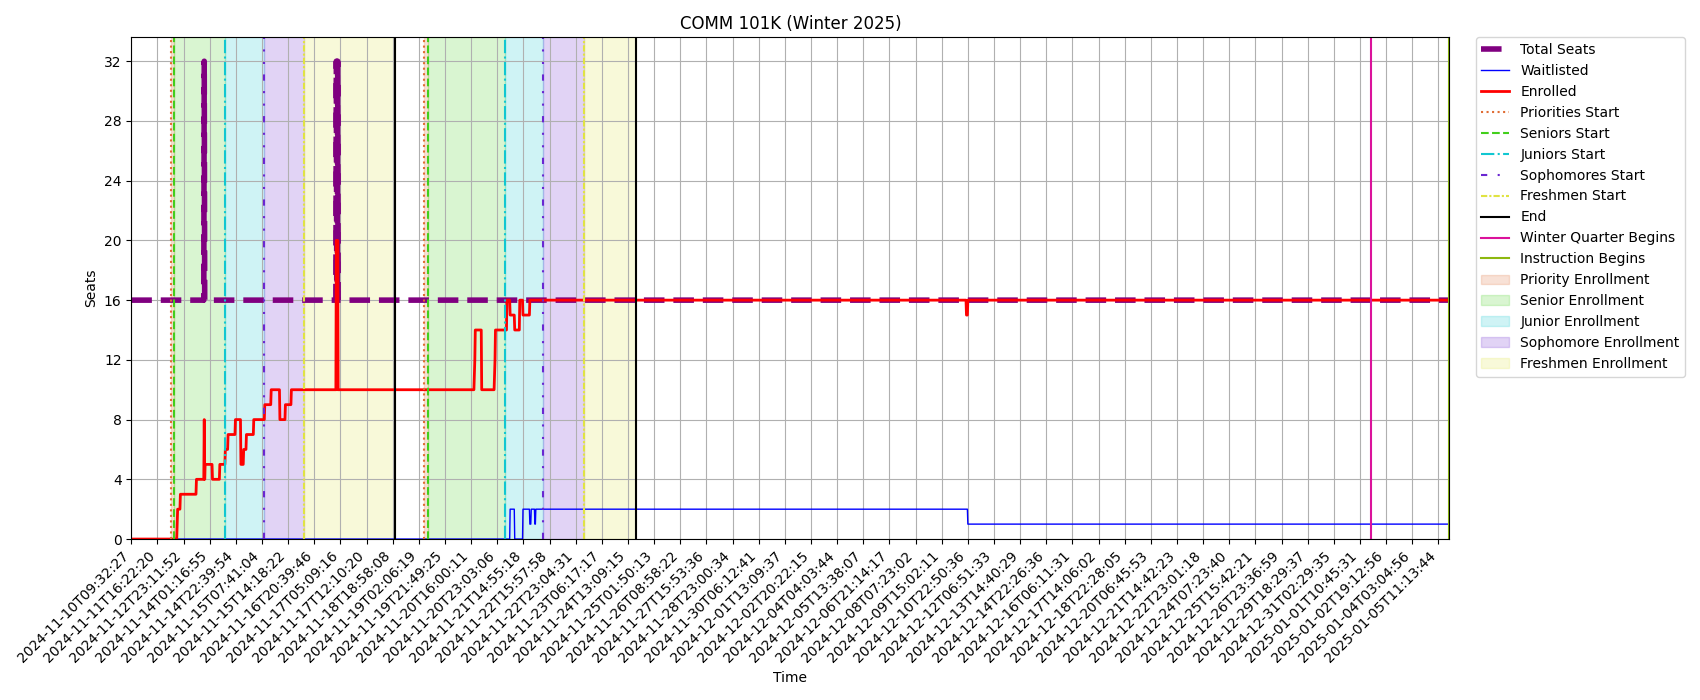 COMM 101K (Winter 2025)
Seats
32
28
24
20
16
12
8
4
0
2024-11-10T09:32:27
2024-11-11T16:22:20
2024-11-12T23:11:52
2024-11-14T01:16:55
2024-11-14T22:39:54
2024-11-15T07:41:04
2024-11-15T14:18:22
2024-11-16T20:39:46
2024-11-17T05:09:16
2024-11-17T12:10:20
2024-11-18T18:58:08
2024-11-19T02:06:19
2024-11-19T21:49:25
2024-11-20T16:00:11
2024-11-20T23:03:06
2024-11-21T14:55:18
2024-11-22T15:57:58
2024-11-22T23:04:31
2024-11-23T06:17:17
2024-11-24T13:09:15
2024-11-25T01:50:13
2024-11-26T08:58:22
2024-11-27T15:53:36
2024-11-28T23:00:34
2024-11-30T06:12:41
2024-12-01T13:09:37
2024-12-02T20:22:15
2024-12-04T04:03:44
2024-12-05T13:38:07
2024-12-06T21:14:17
2024-12-08T07:23:02
2024-12-09T15:02:11
2024-12-10T22:50:36
2024-12-12T06:51:33
2024-12-13T14:40:29
2024-12-14T22:26:36
2024-12-16T06:11:31
2024-12-17T14:06:02
2024-12-18T22:28:05
2024-12-20T06:45:53
2024-12-21T14:42:23
2024-12-22T23:01:18
2024-12-24T07:23:40
2024-12-25T15:42:21
2024-12-26T23:36:59
2024-12-29T18:29:37
2024-12-31T02:29:35
2025-01-01T10:45:31
2025-01-02T19:12:56
2025-01-04T03:04:56
2025-01-05T11:13:44
Time
Total Seats
Waitlisted
Enrolled
Priorities Start
Seniors Start
Juniors Start
Sophomores Start
Freshmen Start
End
Winter Quarter Begins
Instruction Begins
Priority Enrollment
Senior Enrollment
Junior Enrollment
Sophomore Enrollment
Freshmen Enrollment